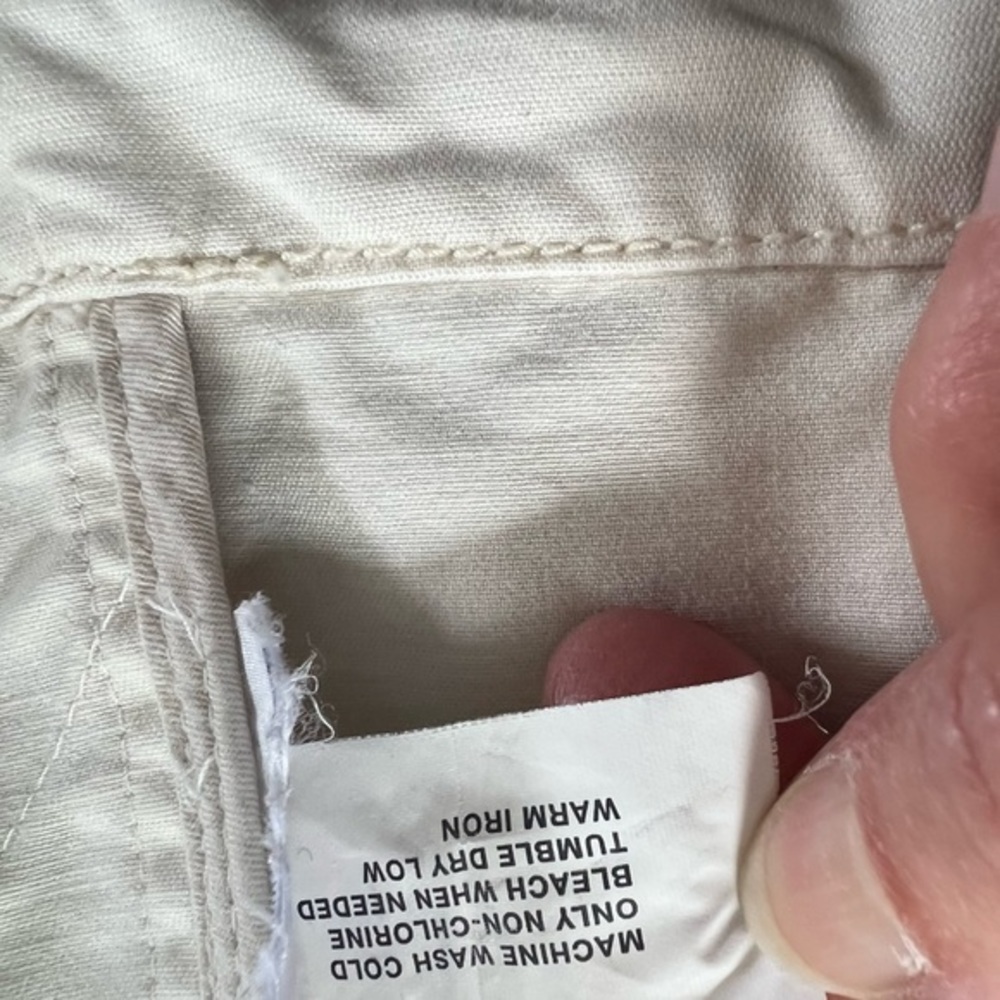 MACHINE WASH COLD
ONLY NON-CHLORINE
BLEACH WHEN NEEDED
TUMBLE DRY LOW
WARM IRON